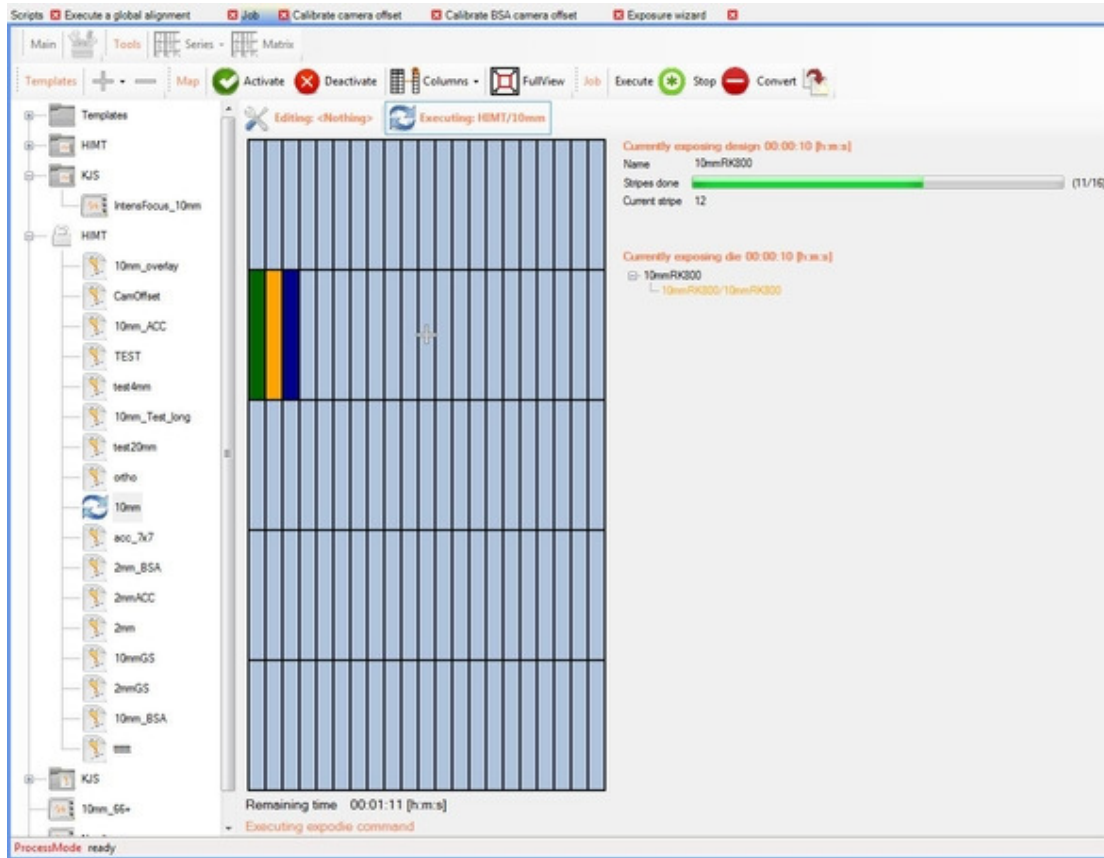 Scripts Execute a global alignment Job Calibrate camera offset Calibrate BSA camera offset Exposure wizard
Main Tools Series Matrix
Templates Map Activate Deactivate Columns FullView Job Execute Stop Convert
Templates
HIMT
KJS
IntensFocus_10mm
HIMT
10mm_overlay
CamOffset
10mm_ACC
TEST
test4mm
10mm_Test_long
test20mm
ortho
10mm
acc_7x7
2mm_BSA
2mmACC
2mm
10mmGS
2mmGS
10mm_BSA
KJS
10mm_66+
Editing: <Nothing> Executing: HIMT/10mm
Currently exposing design 00:00:10 [h:m:s]
Name 10mmRK800
Stripes done (11/16)
Current stripe 12
Currently exposing die 00:00:10 [h:m:s]
10mmRK800
10mmRK800/10mmRK800
Remaining time 00:01:11 [h:m:s]
Executing expodie command
ProcessMode ready